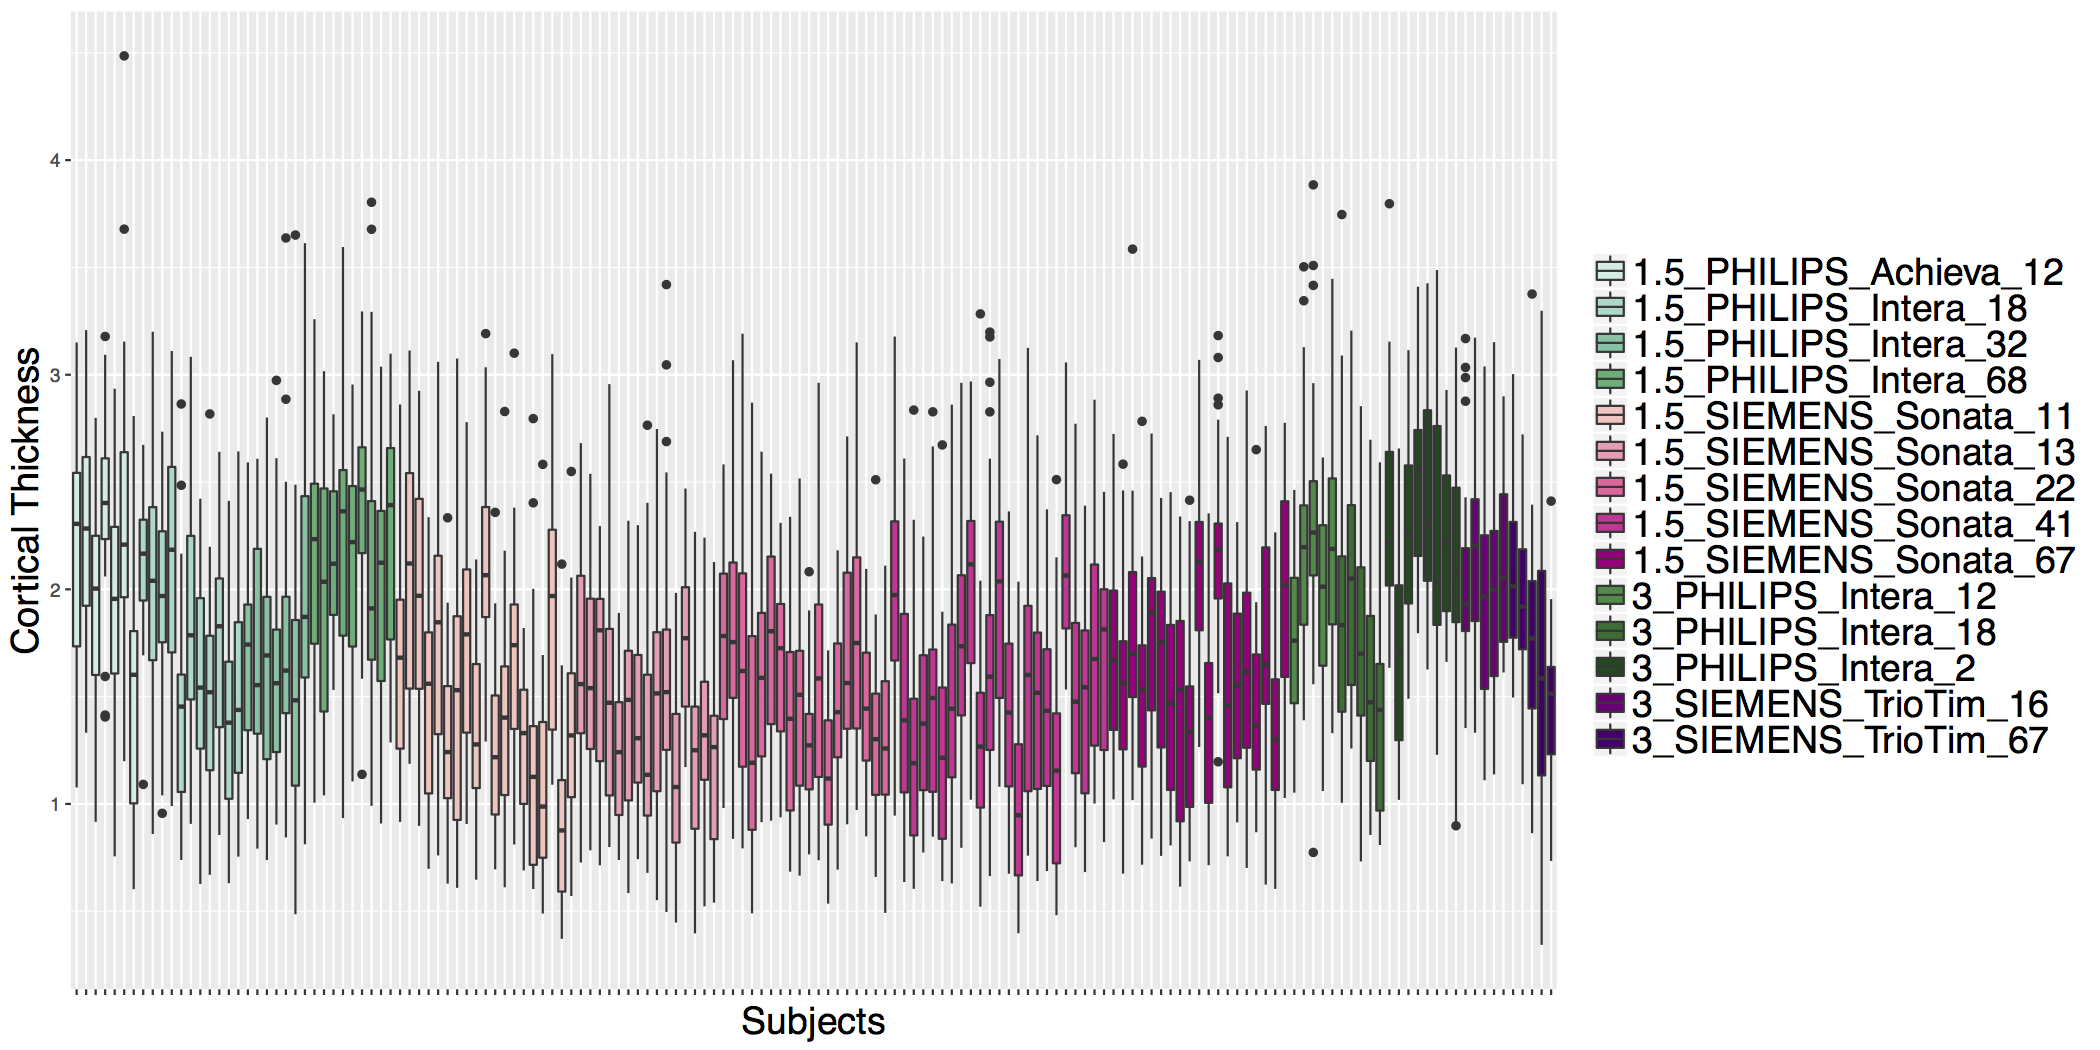 Cortical Thickness
4
3
2
1
Subjects
1.5_PHILIPS_Achieva_12
1.5_PHILIPS_Intera_18
1.5_PHILIPS_Intera_32
1.5_PHILIPS_Intera_68
1.5_SIEMENS_Sonata_11
1.5_SIEMENS_Sonata_13
1.5_SIEMENS_Sonata_22
1.5_SIEMENS_Sonata_41
1.5_SIEMENS_Sonata_67
3_PHILIPS_Intera_12
3_PHILIPS_Intera_18
3_PHILIPS_Intera_2
3_SIEMENS_TrioTim_16
3_SIEMENS_TrioTim_67